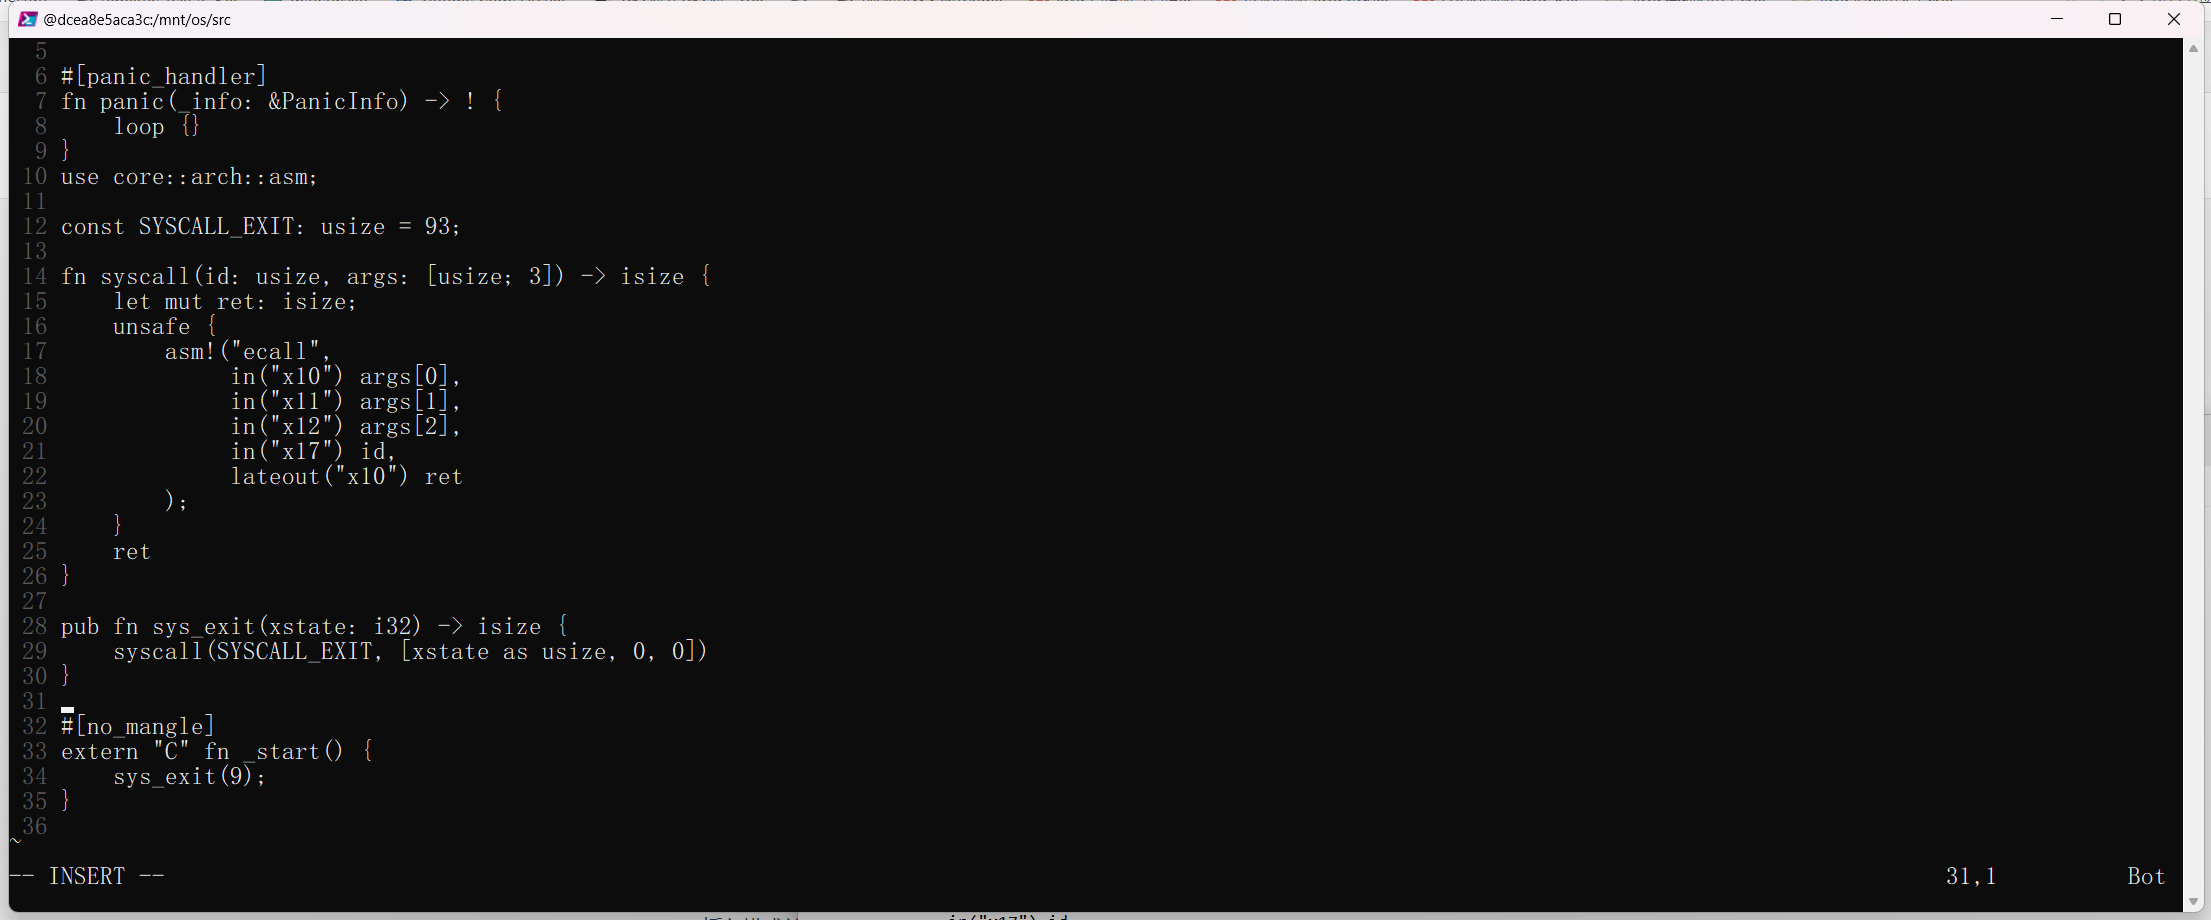 @dcea8e5aca3c:/mnt/os/src
5
6 #[panic_handler]
7 fn panic(_info: &PanicInfo) -> ! {
8     loop {}
9 }
10 use core::arch::asm;
11
12 const SYSCALL_EXIT: usize = 93;
13
14 fn syscall(id: usize, args: [usize; 3]) -> isize {
15     let mut ret: isize;
16     unsafe {
17         asm!("ecall",
18              in("x10") args[0],
19              in("x11") args[1],
20              in("x12") args[2],
21              in("x17") id,
22              lateout("x10") ret
23         );
24     }
25     ret
26 }
27
28 pub fn sys_exit(xstate: i32) -> isize {
29     syscall(SYSCALL_EXIT, [xstate as usize, 0, 0])
30 }
31
32 #[no_mangle]
33 extern "C" fn _start() {
34     sys_exit(9);
35 }
36
~
-- INSERT -- 31,1 Bot